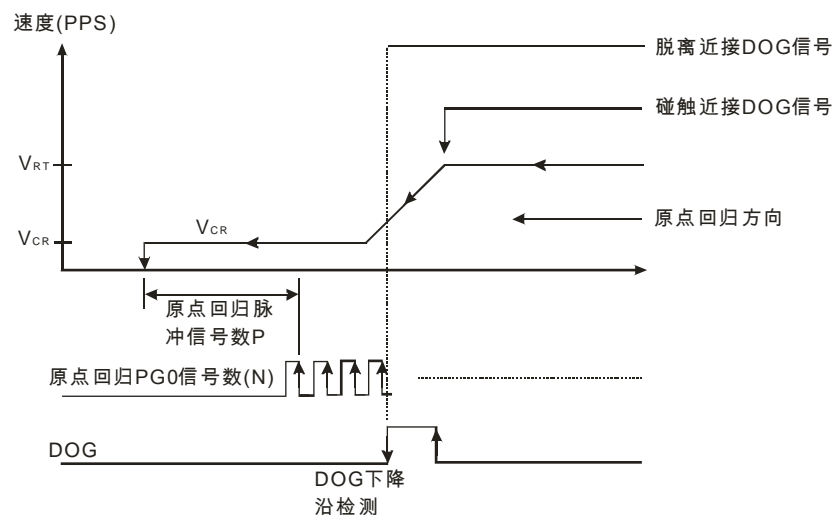 速度(PPS)
脱离近接DOG信号
碰触近接DOG信号
VRT
原点回归方向
VCR
VCR
原点回归脉
冲信号数P
原点回归PG0信号数(N)
DOG
DOG下降
沿检测